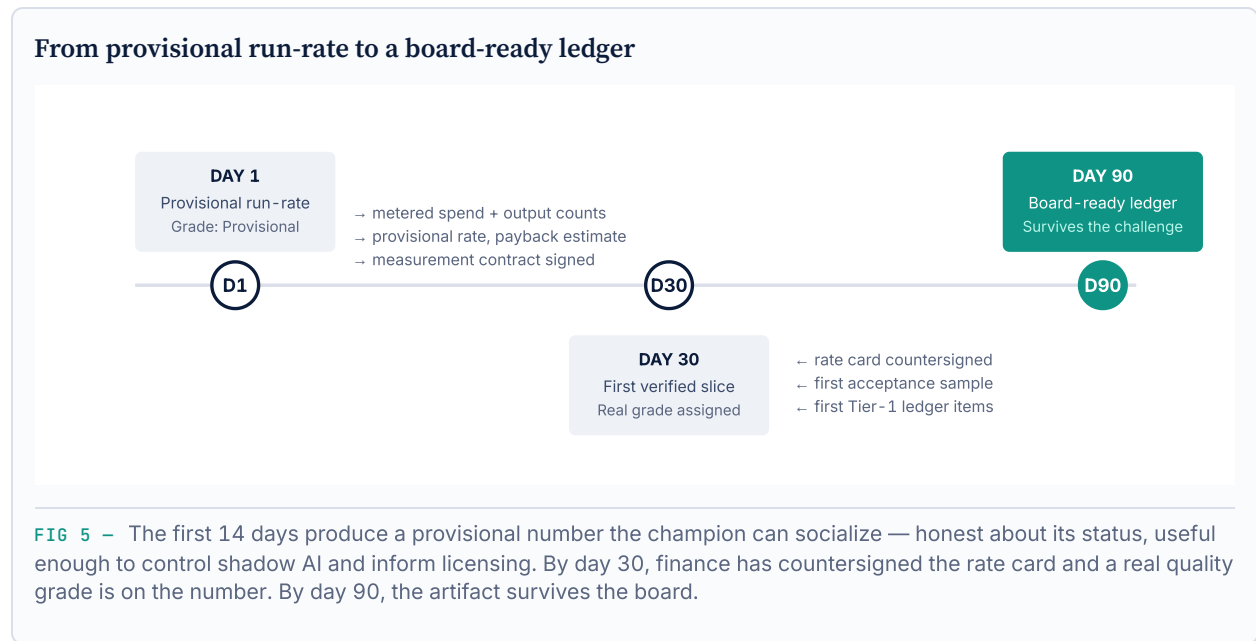 From provisional run-rate to a board-ready ledger
DAY 1
Provisional run-rate
Grade: Provisional
→ metered spend + output counts
→ provisional rate, payback estimate
→ measurement contract signed
DAY 90
Board-ready ledger
Survives the challenge
D1
D30
D90
DAY 30
First verified slice
Real grade assigned
← rate card countersigned
← first acceptance sample
← first Tier-1 ledger items
FIG 5 — The first 14 days produce a provisional number the champion can socialize — honest about its status, useful
enough to control shadow AI and inform licensing. By day 30, finance has countersigned the rate card and a real quality
grade is on the number. By day 90, the artifact survives the board.